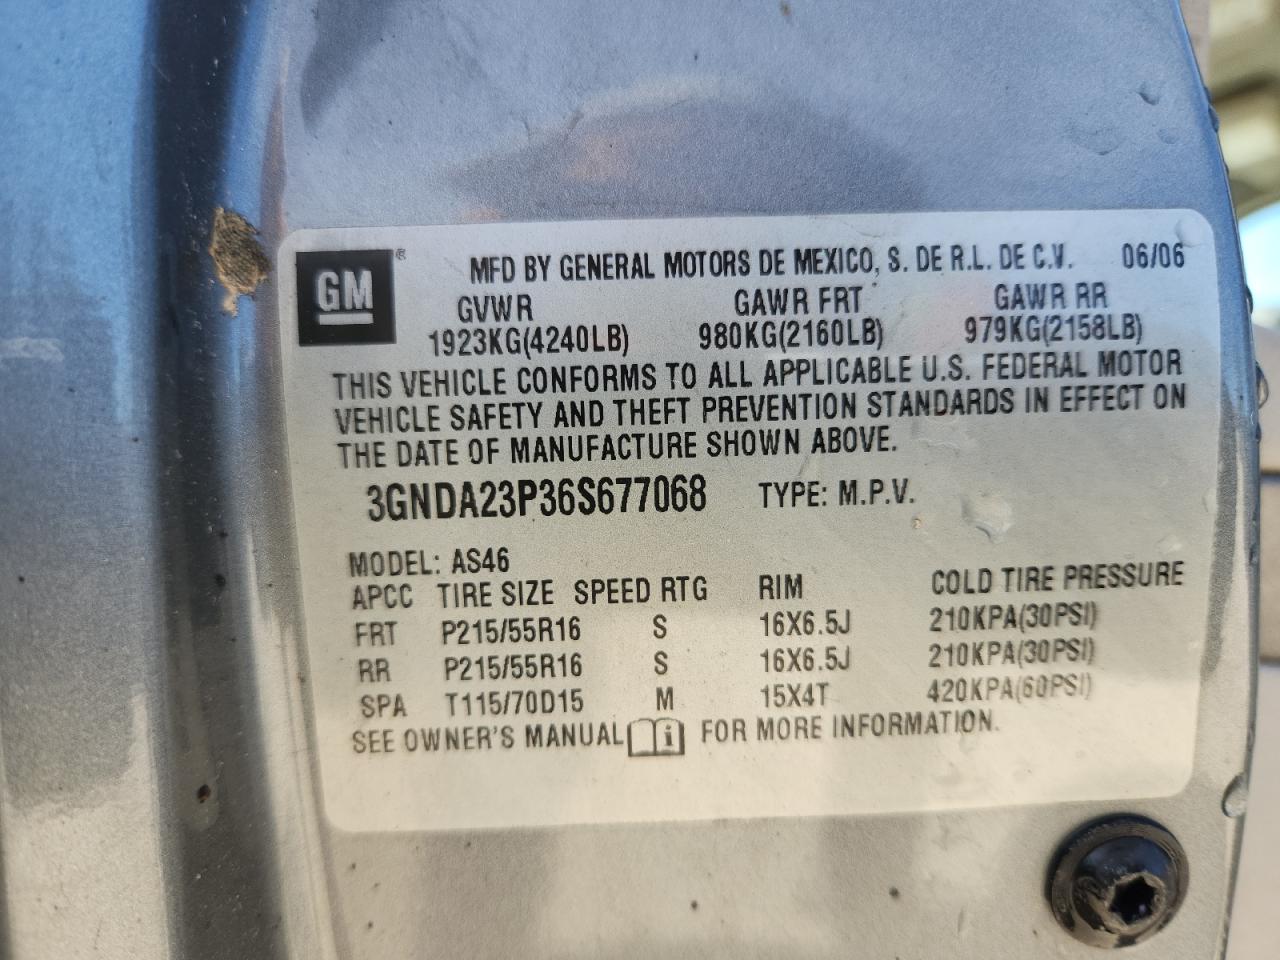 GM ®
MFD BY GENERAL MOTORS DE MEXICO, S. DE R.L. DE C.V. 06/06
GVWR GAWR FRT GAWR RR
1923KG(4240LB) 980KG(2160LB) 979KG(2158LB)
THIS VEHICLE CONFORMS TO ALL APPLICABLE U.S. FEDERAL MOTOR
VEHICLE SAFETY AND THEFT PREVENTION STANDARDS IN EFFECT ON
THE DATE OF MANUFACTURE SHOWN ABOVE.
3GNDA23P36S677068 TYPE: M.P.V.
MODEL: AS46
APCC TIRE SIZE SPEED RTG RIM COLD TIRE PRESSURE
FRT P215/55R16 S 16X6.5J 210KPA(30PSI)
RR P215/55R16 S 16X6.5J 210KPA(30PSI)
SPA T115/70D15 M 15X4T 420KPA(60PSI)
SEE OWNER'S MANUAL i FOR MORE INFORMATION.